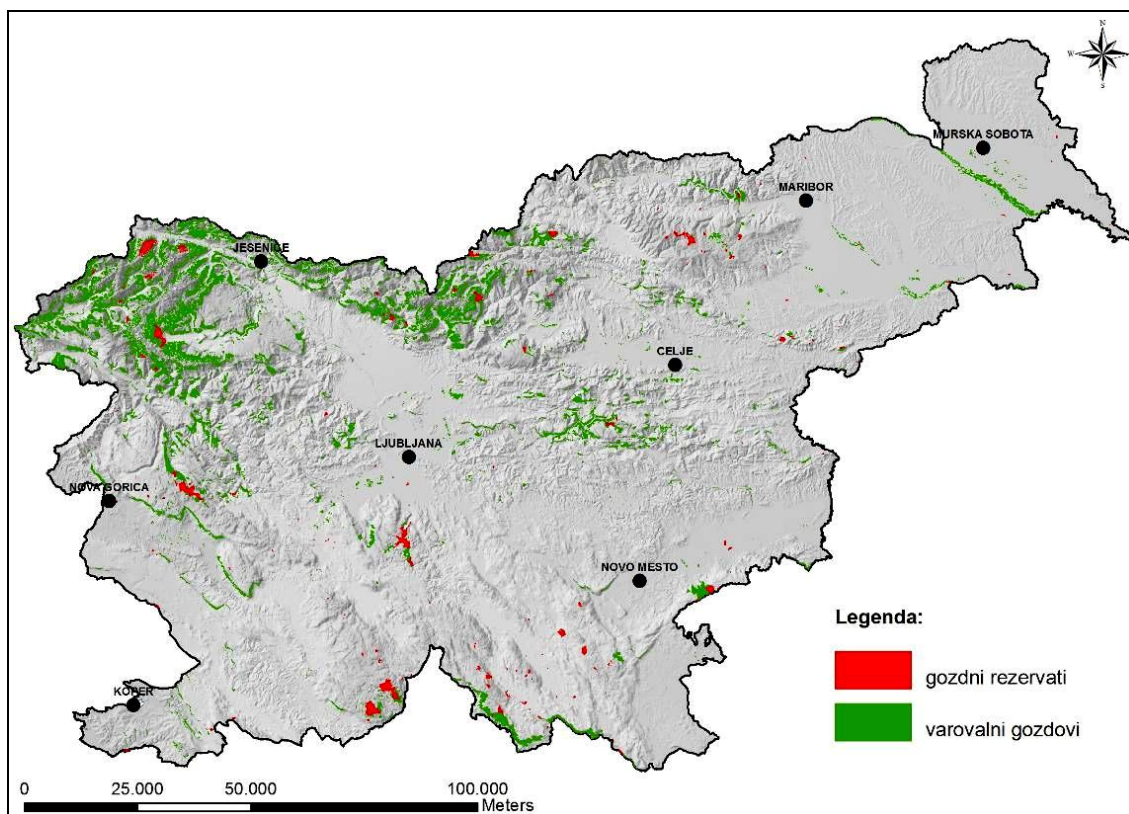 N
W E
S
MURSKA SOBOTA
MARIBOR
JESENICE
CELJE
LJUBLJANA
NOVA GORICA
NOVO MESTO
KOPER
Legenda:
gozdni rezervati
varovalni gozdovi
0 25.000 50.000 100.000
Meters